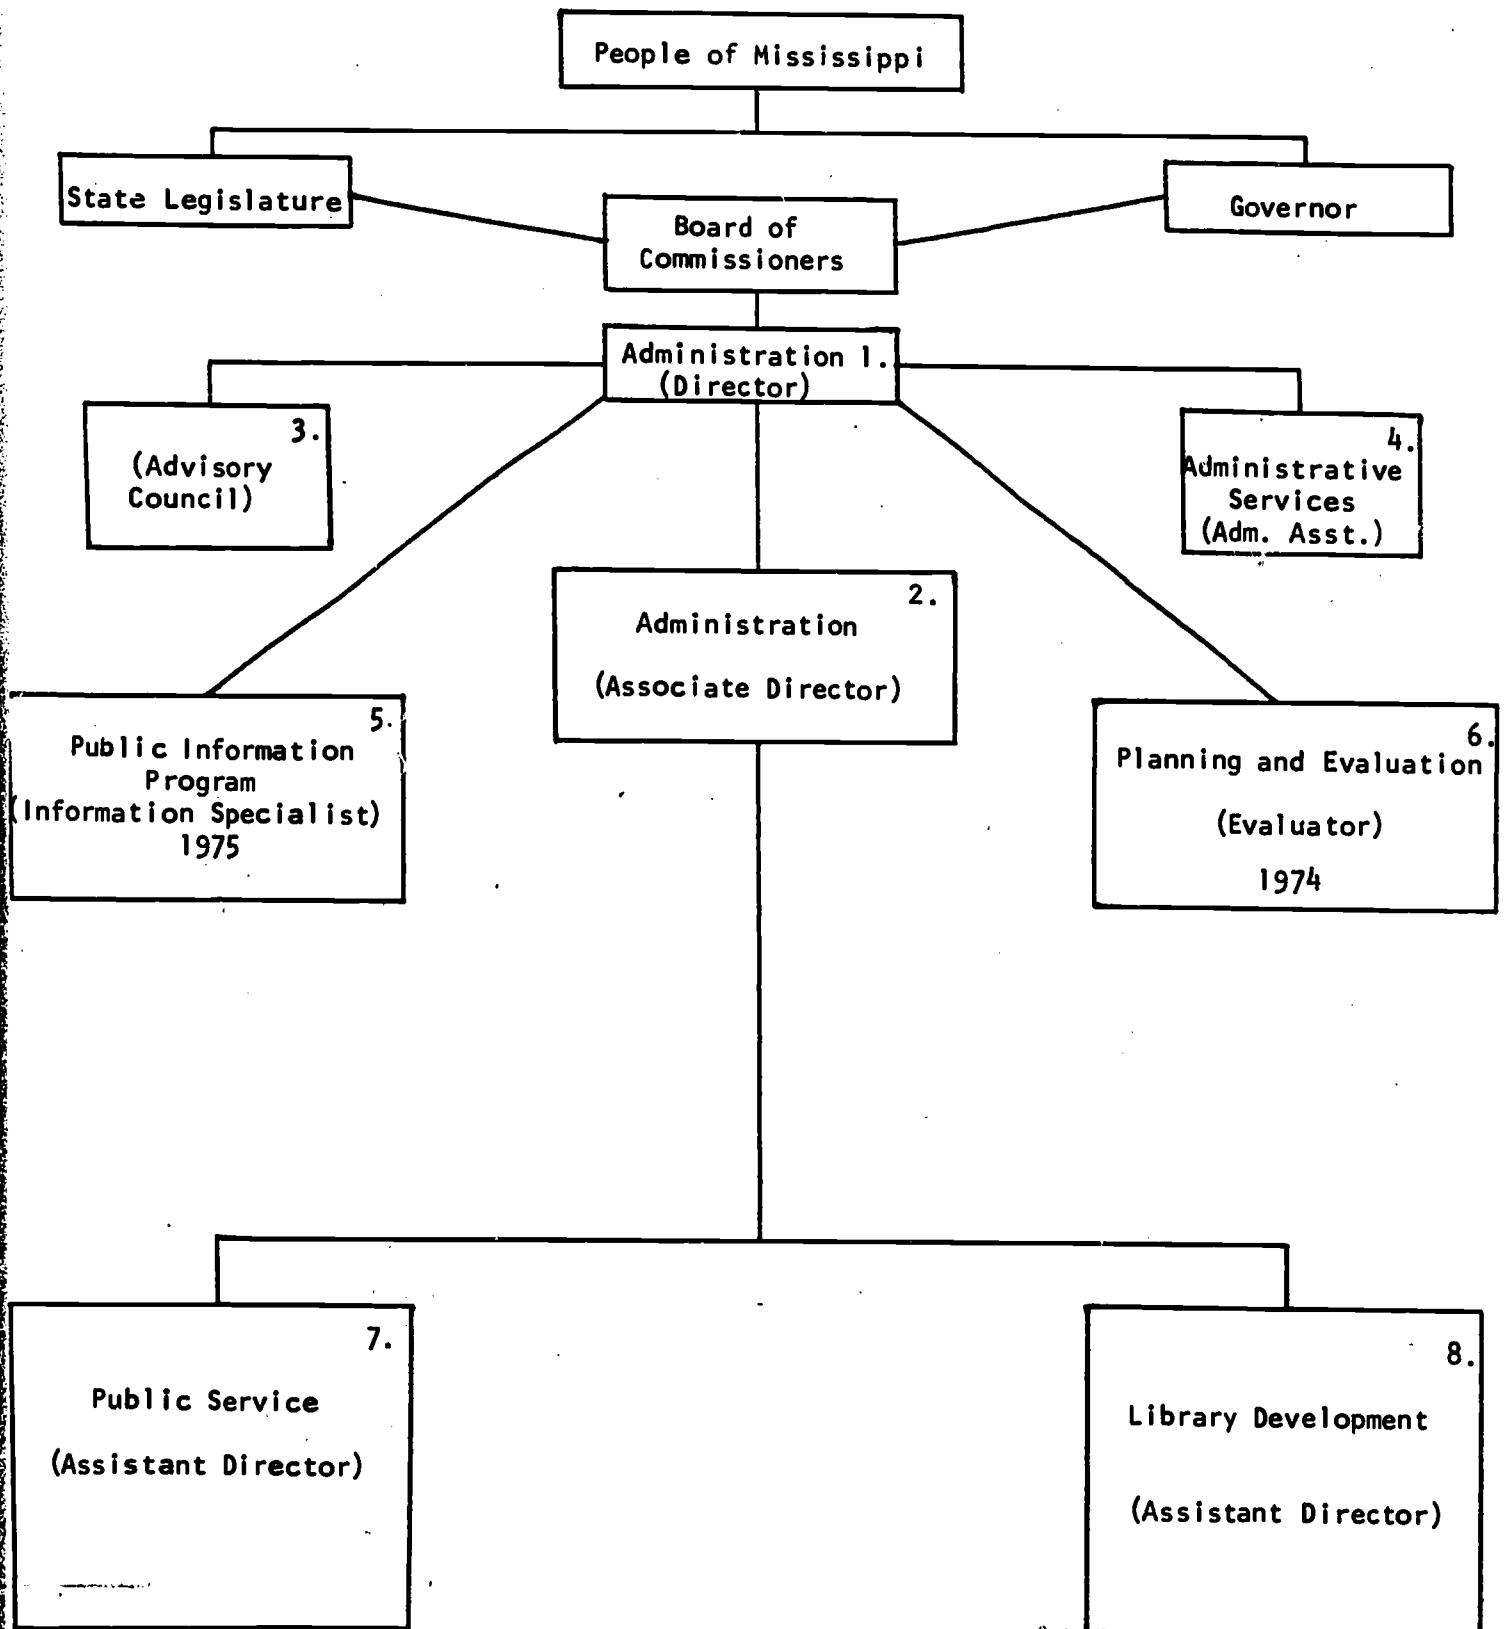 People of Mississippi
State Legislature
Governor
Board of
Commissioners
Administration 1.
(Director)
3.
(Advisory
Council)
4.
Administrative
Services
(Adm. Asst.)
2.
Administration
(Associate Director)
5.
Public Information
Program
(Information Specialist)
1975
6.
Planning and Evaluation
(Evaluator)
1974
7.
Public Service
(Assistant Director)
8.
Library Development
(Assistant Director)